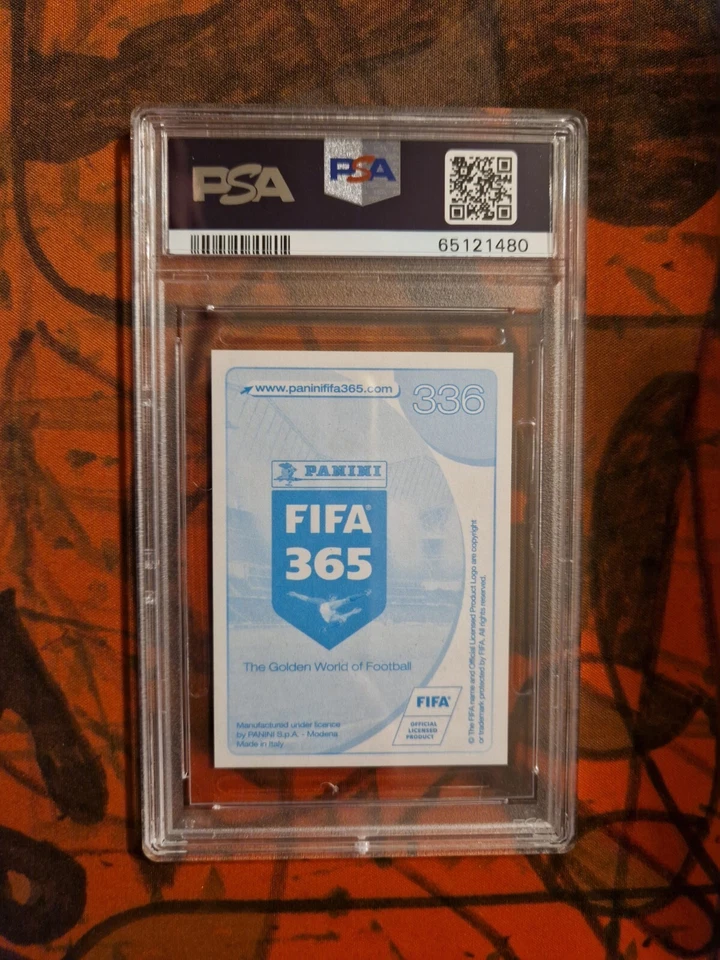 PSA
PSA
65121480
www.paninififa365.com
336
PANINI
FIFA
365
The Golden World of Football
Manufactured under licence
by PANINI S.p.A. - Modena
Made in Italy
FIFA®
OFFICIAL
LICENSED
PRODUCT
© The FIFA name and Official Licensed Product Logo are copyright
or trademark protected by FIFA. All rights reserved.